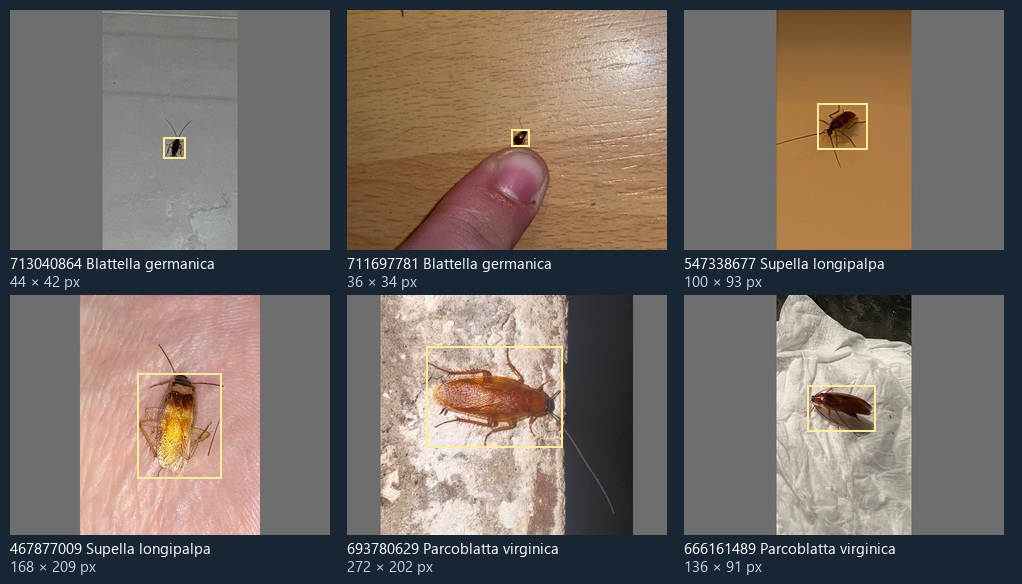 713040864 Blattella germanica
44 × 42 px
711697781 Blattella germanica
36 × 34 px
547338677 Supella longipalpa
100 × 93 px
467877009 Supella longipalpa
168 × 209 px
693780629 Parcoblatta virginica
272 × 202 px
666161489 Parcoblatta virginica
136 × 91 px